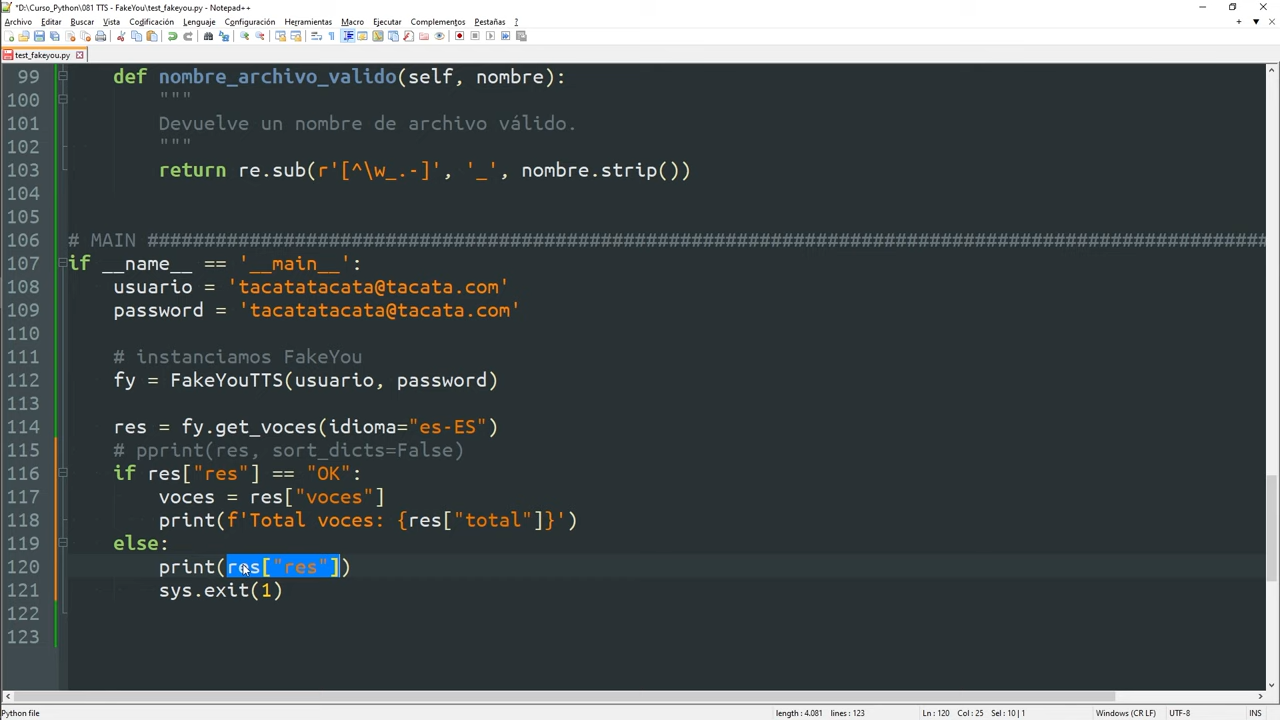 *D:\Curso_Python\081 TTS - FakeYou\test_fakeyou.py - Notepad++
Archivo Editar Buscar Vista Codificación Lenguaje Configuración Herramientas Macro Ejecutar Complementos Pestañas ?
test_fakeyou.py
99 def nombre_archivo_valido(self, nombre):
100 """
101 Devuelve un nombre de archivo válido.
102 """
103 return re.sub(r'[^\w_.-]', '_', nombre.strip())
104
105
106 # MAIN ####################################################################################################
107 if __name__ == '__main__':
108 usuario = 'tacatatacata@tacata.com'
109 password = 'tacatatacata@tacata.com'
110
111 # instanciamos FakeYou
112 fy = FakeYouTTS(usuario, password)
113
114 res = fy.get_voces(idioma="es-ES")
115 # pprint(res, sort_dicts=False)
116 if res["res"] == "OK":
117 voces = res["voces"]
118 print(f'Total voces: {res["total"]}')
119 else:
120 print(res["res"])
121 sys.exit(1)
122
123
Python file length : 4.081 lines : 123 Ln : 120 Col : 25 Sel : 10 | 1 Windows (CR LF) UTF-8 INS